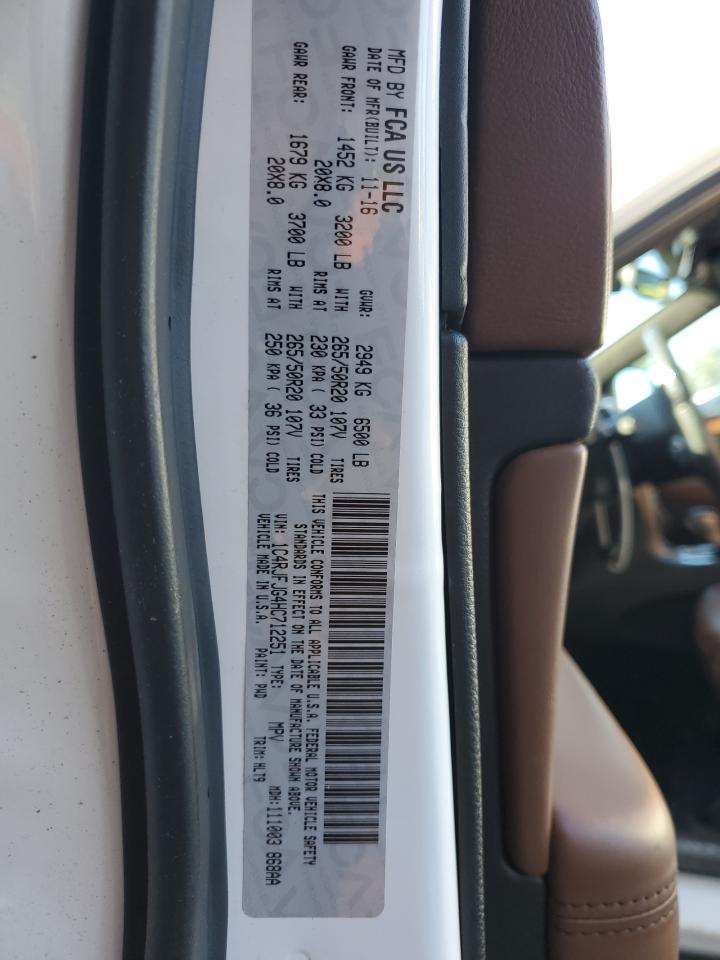 MFD BY FCA US LLC
DATE OF MFR(BUILT): 11-16 GVWR: 2949 KG 6500 LB
GAWR FRONT: 1452 KG 3200 LB WITH 265/50R20 107V TIRES
20X8.0 RIMS AT 230 KPA ( 33 PSI) COLD
GAWR REAR: 1679 KG 3700 LB WITH 265/50R20 107V TIRES
20X8.0 RIMS AT 250 KPA ( 36 PSI) COLD
THIS VEHICLE CONFORMS TO ALL APPLICABLE U.S.A. FEDERAL MOTOR VEHICLE SAFETY
STANDARDS IN EFFECT ON THE DATE OF MANUFACTURE SHOWN ABOVE.
VIN: 1C4RJFJG4HC712251 TYPE: MPV MDH:111003 868AA
VEHICLE MADE IN U.S.A. PAINT: PWD TRIM: HLT9